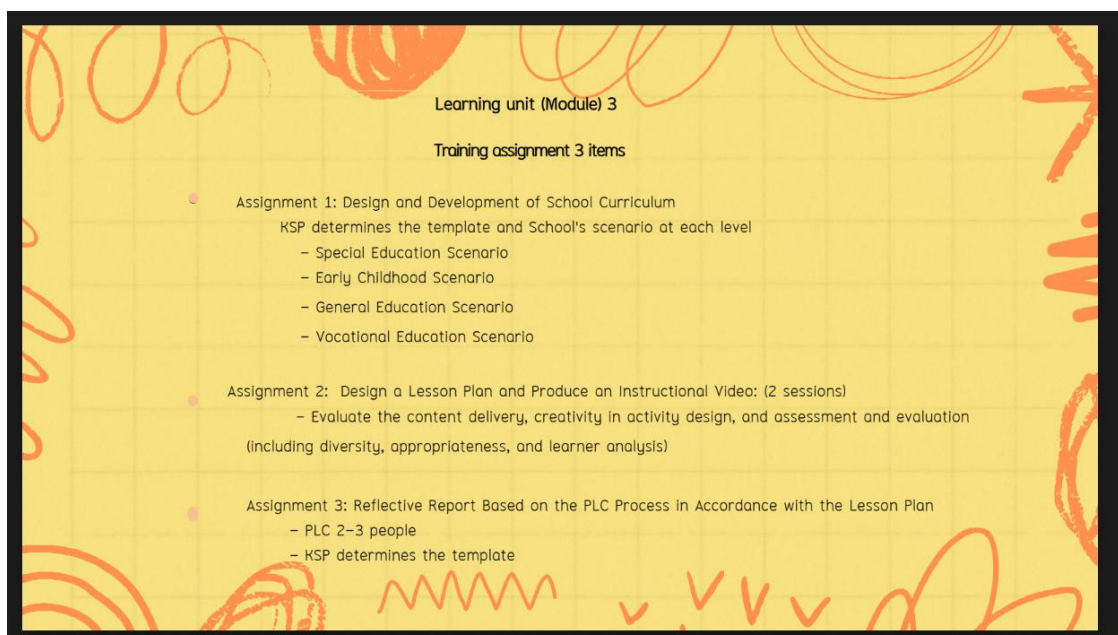 Learning unit (Module) 3
Training assignment 3 items
Assignment 1: Design and Development of School Curriculum
KSP determines the template and School's scenario at each level
- Special Education Scenario
- Early Childhood Scenario
- General Education Scenario
- Vocational Education Scenario
Assignment 2: Design a Lesson Plan and Produce an Instructional Video: (2 sessions)
- Evaluate the content delivery, creativity in activity design, and assessment and evaluation
(including diversity, appropriateness, and learner analysis)
Assignment 3: Reflective Report Based on the PLC Process in Accordance with the Lesson Plan
- PLC 2-3 people
- KSP determines the template